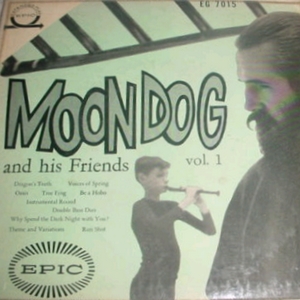 EG 7015
MOONDOG
and his Friends vol. 1
Dragon's Teeth Voices of Spring
Oasis Tree Frog Be a Hobo
Instrumental Round
Double Bass Duo
Why Spend the Dark Night with You?
Theme and Variations Rim Shot
EPIC